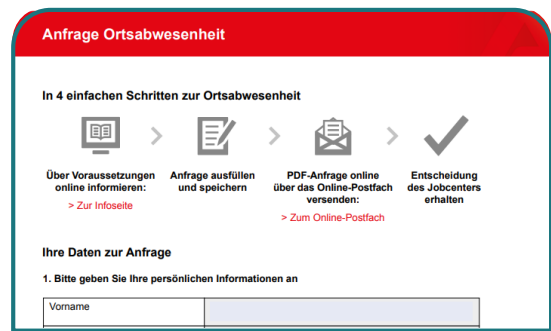 Anfrage Ortsabwesenheit
In 4 einfachen Schritten zur Ortsabwesenheit
Über Voraussetzungen
online informieren:
> Zur Infoseite
Anfrage ausfüllen
und speichern
PDF-Anfrage online
über das Online-Postfach
versenden:
> Zum Online-Postfach
Entscheidung
des Jobcenters
erhalten
Ihre Daten zur Anfrage
1. Bitte geben Sie Ihre persönlichen Informationen an
Vorname